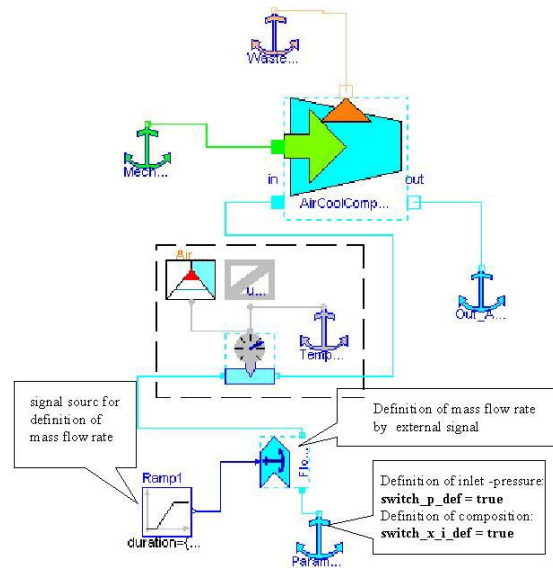 Waste...
Mech...
in
out
AirCoolComp...
Air
u...
Out_A...
Temp...
signal sourc for
definition of
mass flow rate
Definition of mass flow rate
by external signal
Flo...
Ramp1
duration={...
Definition of inlet -pressure:
switch_p_def = true
Definition of composition:
switch_x_i_def = true
Param...